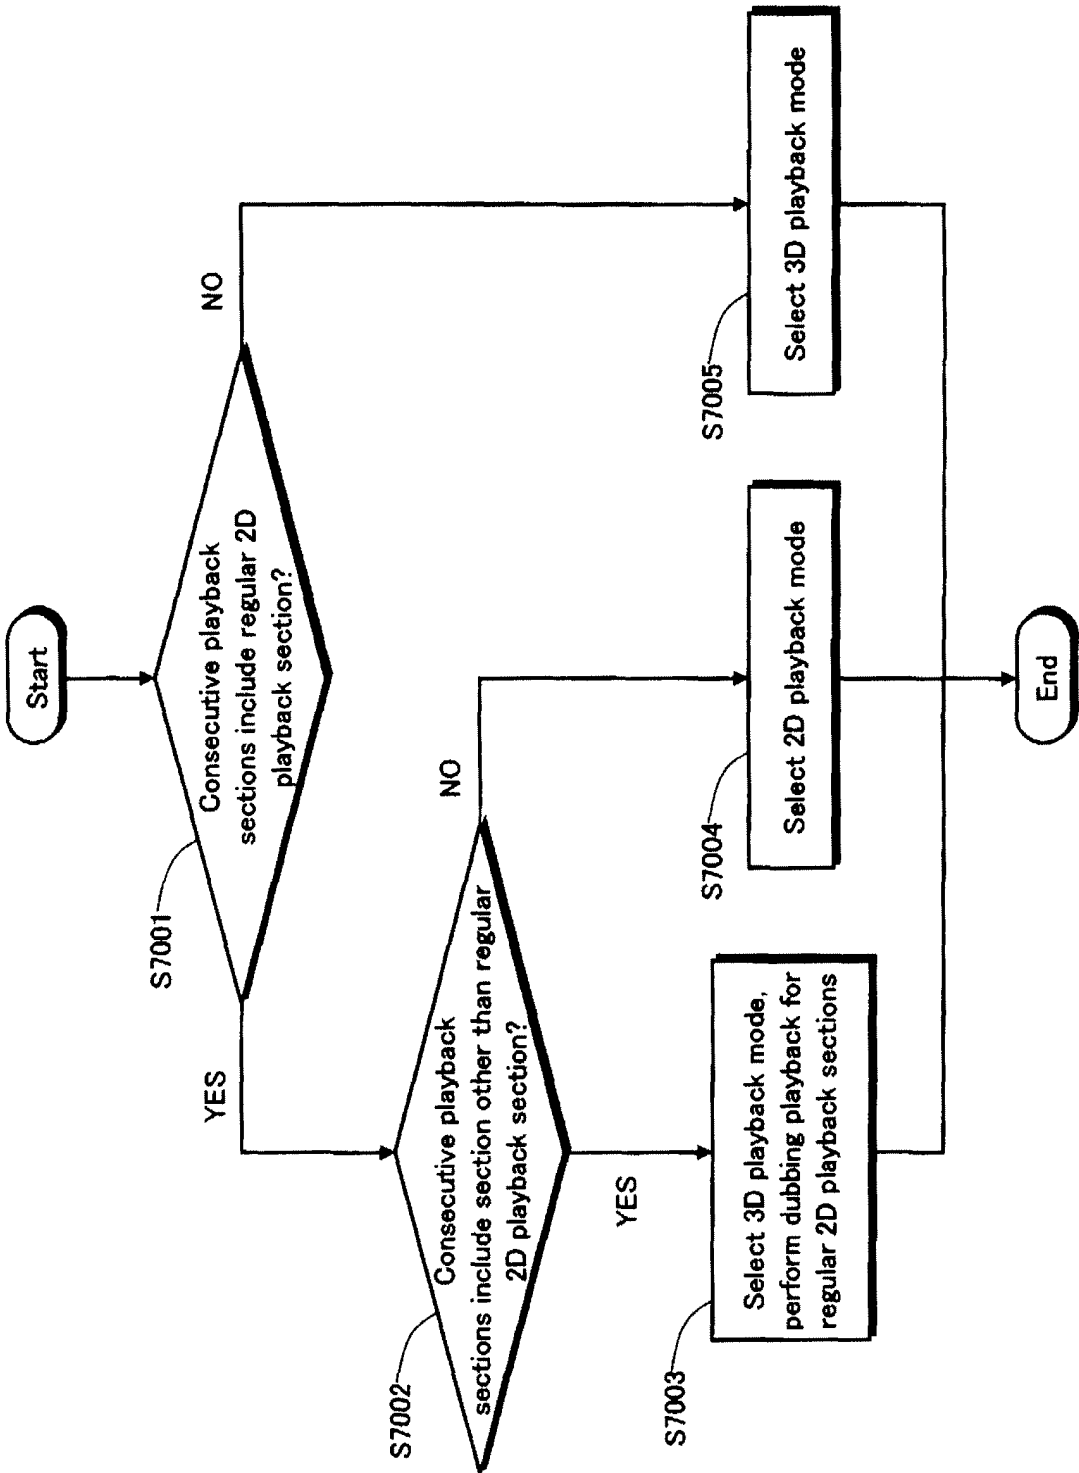 Start
S7001
Consecutive playback
sections include regular 2D
playback section?
YES
NO
S7002
Consecutive playback
sections include section other than regular
2D playback section?
YES
NO
S7003
Select 3D playback mode,
perform dubbing playback for
regular 2D playback sections
S7004
Select 2D playback mode
S7005
Select 3D playback mode
End